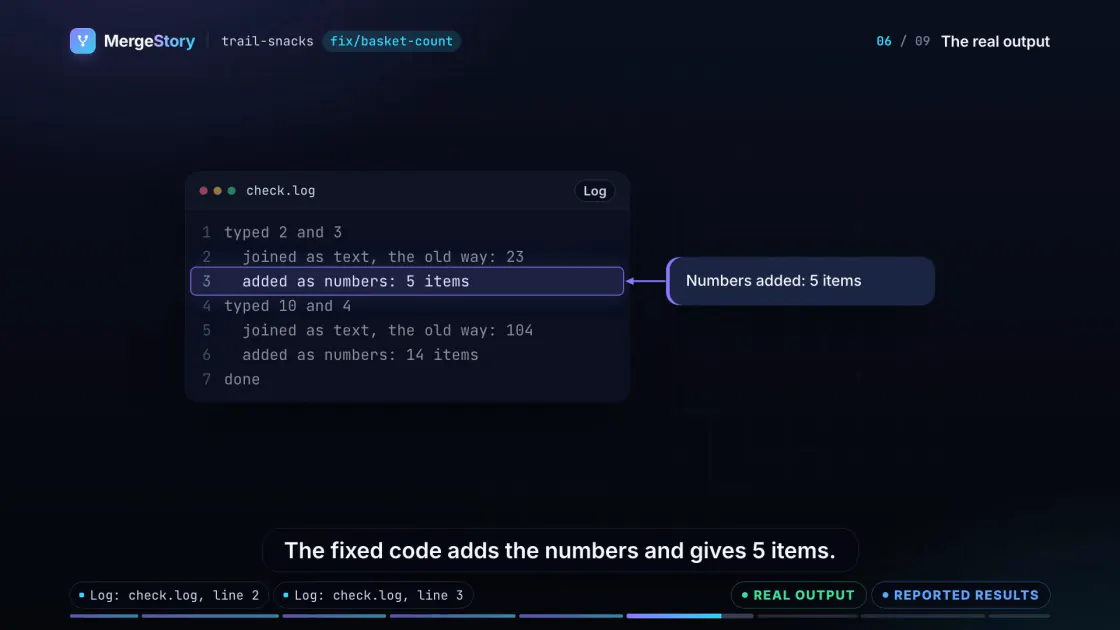 MergeStory
trail-snacks
fix/basket-count
06 / 09 The real output
check.log
Log
1 typed 2 and 3
2 joined as text, the old way: 23
3 added as numbers: 5 items
4 typed 10 and 4
5 joined as text, the old way: 104
6 added as numbers: 14 items
7 done
Numbers added: 5 items
The fixed code adds the numbers and gives 5 items.
Log: check.log, line 2
Log: check.log, line 3
REAL OUTPUT
REPORTED RESULTS